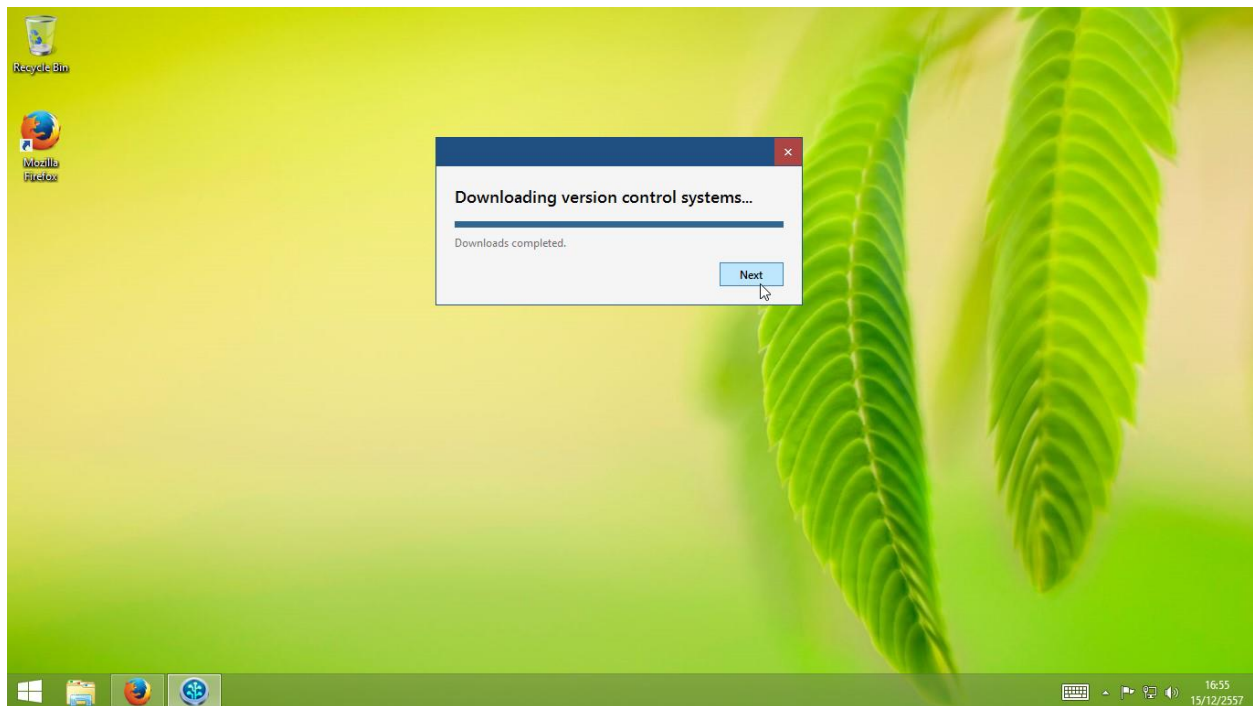 Recycle Bin
Mozilla
Firefox
Downloading version control systems...
Downloads completed.
Next
16:55
15/12/2557